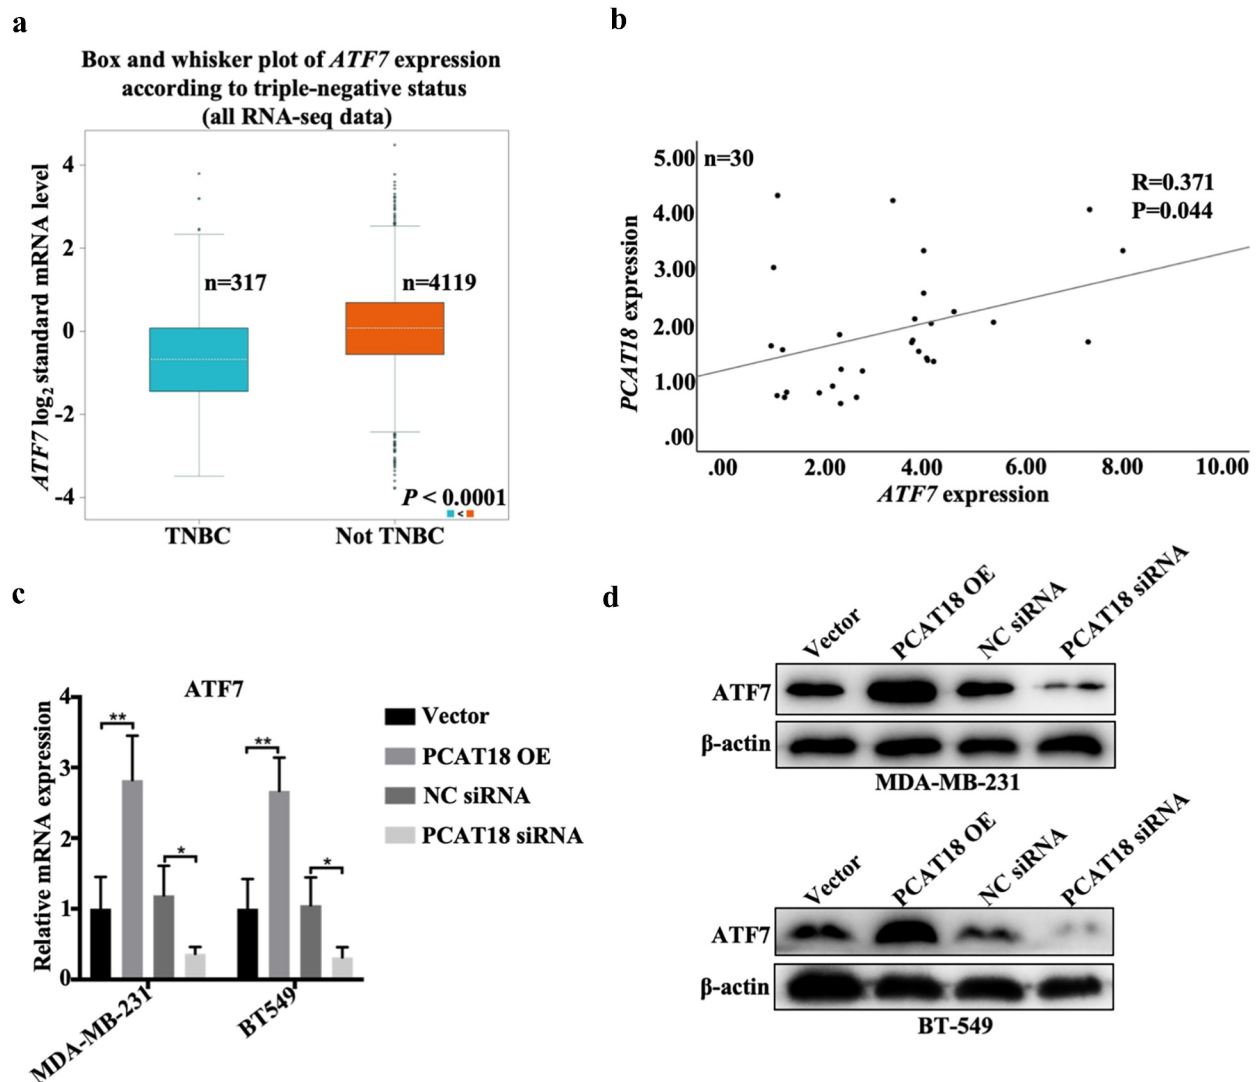 a
Box and whisker plot of ATF7 expression
according to triple-negative status
(all RNA-seq data)
ATF7 log2 standard mRNA level
4
2
0
-2
-4
n=317
n=4119
P < 0.0001
<
TNBC
Not TNBC
b
PCAT18 expression
5.00
4.00
3.00
2.00
1.00
.00
n=30
R=0.371
P=0.044
.00 2.00 4.00 6.00 8.00 10.00
ATF7 expression
c
ATF7
Relative mRNA expression
4
3
2
1
0
**
*
**
*
MDA-MB-231
BT549
Vector
PCAT18 OE
NC siRNA
PCAT18 siRNA
d
Vector
PCAT18 OE
NC siRNA
PCAT18 siRNA
ATF7
β-actin
MDA-MB-231
Vector
PCAT18 OE
NC siRNA
PCAT18 siRNA
ATF7
β-actin
BT-549